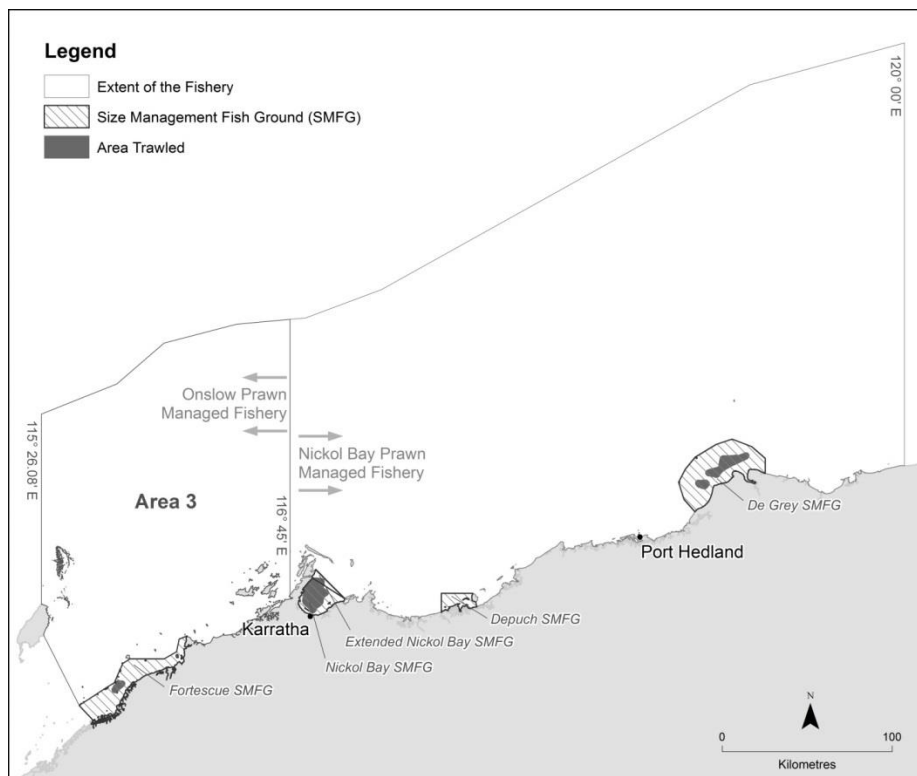 Legend
Extent of the Fishery
Size Management Fish Ground (SMFG)
Area Trawled
120° 00' E
Onslow Prawn
Managed Fishery
Nickol Bay Prawn
Managed Fishery
115° 26.08' E
Area 3
116° 45' E
De Grey SMFG
Port Hedland
Depuch SMFG
Karratha
Extended Nickol Bay SMFG
Nickol Bay SMFG
Fortescue SMFG
N
0
100
Kilometres